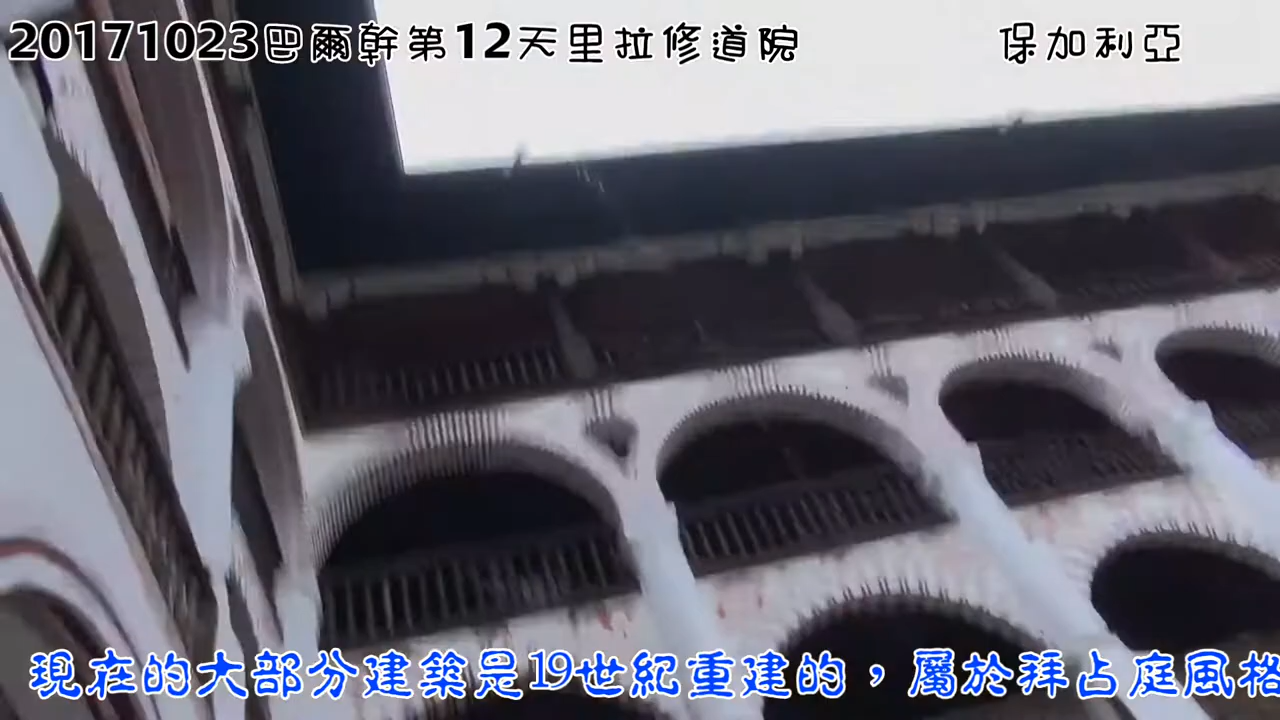 20171023巴爾幹第12天里拉修道院 保加利亞
現在的大部分建築是19世紀重建的，屬於拜占庭風格